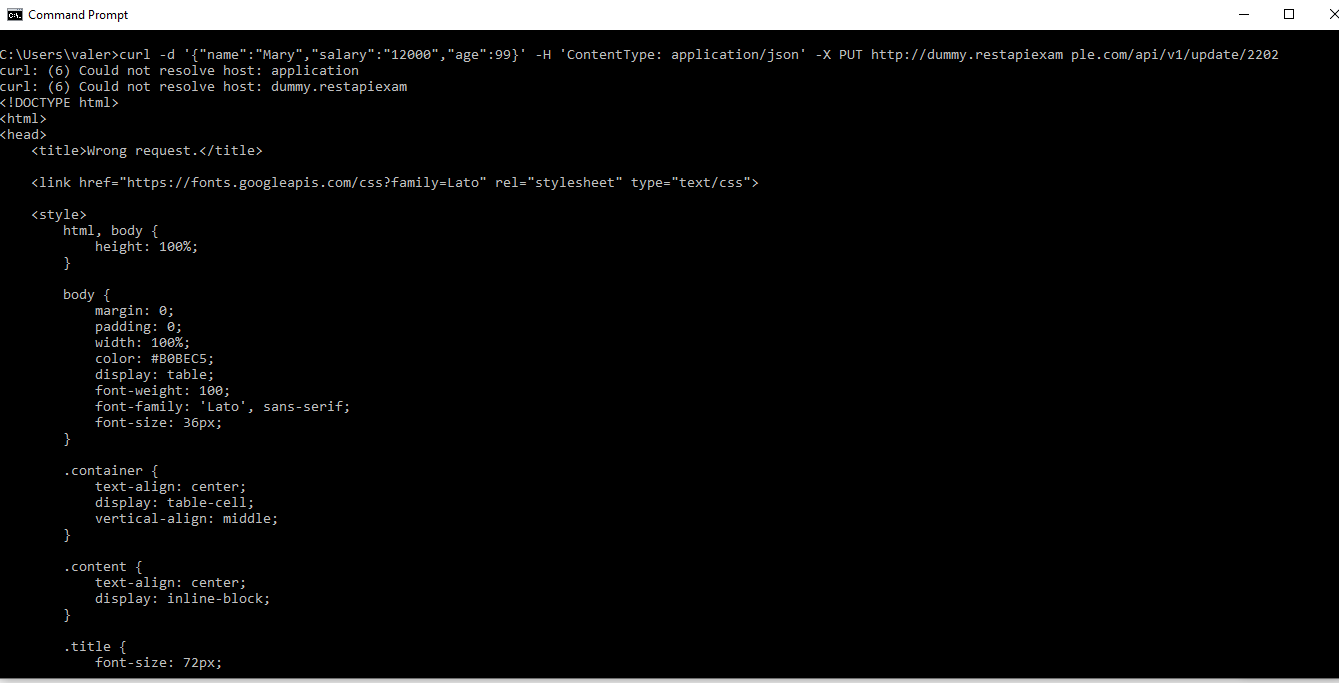 Command Prompt
C:\Users\valer>curl -d '{"name":"Mary","salary":"12000","age":99}' -H 'ContentType: application/json' -X PUT http://dummy.restapiexam ple.com/api/v1/update/2202
curl: (6) Could not resolve host: application
curl: (6) Could not resolve host: dummy.restapiexam
<!DOCTYPE html>
<html>
<head>
    <title>Wrong request.</title>
    <link href="https://fonts.googleapis.com/css?family=Lato" rel="stylesheet" type="text/css">
    <style>
        html, body {
            height: 100%;
        }
        body {
            margin: 0;
            padding: 0;
            width: 100%;
            color: #B0BEC5;
            display: table;
            font-weight: 100;
            font-family: 'Lato', sans-serif;
            font-size: 36px;
        }
        .container {
            text-align: center;
            display: table-cell;
            vertical-align: middle;
        }
        .content {
            text-align: center;
            display: inline-block;
        }
        .title {
            font-size: 72px;